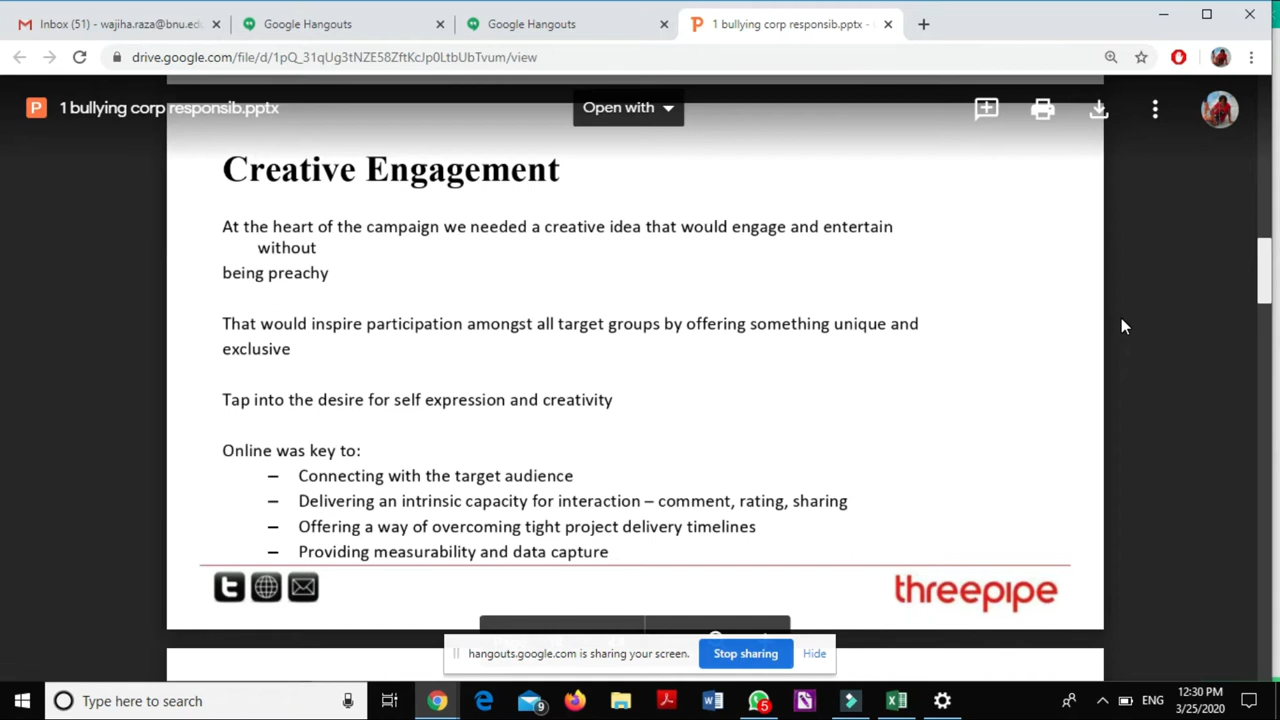 Inbox (51) - wajiha.raza@bnu.ed
Google Hangouts
Google Hangouts
1 bullying corp responsib.pptx -
drive.google.com/file/d/1pQ_31qUg3tNZE58ZftKcJp0LtbUbTvum/view
P
1 bullying corp responsib.pptx
Open with
Creative Engagement
At the heart of the campaign we needed a creative idea that would engage and entertain
without
being preachy
That would inspire participation amongst all target groups by offering something unique and
exclusive
Tap into the desire for self expression and creativity
Online was key to:
– Connecting with the target audience
– Delivering an intrinsic capacity for interaction – comment, rating, sharing
– Offering a way of overcoming tight project delivery timelines
– Providing measurability and data capture
threepipe
hangouts.google.com is sharing your screen.
Stop sharing
Hide
Type here to search
9
5
ENG
12:30 PM
3/25/2020